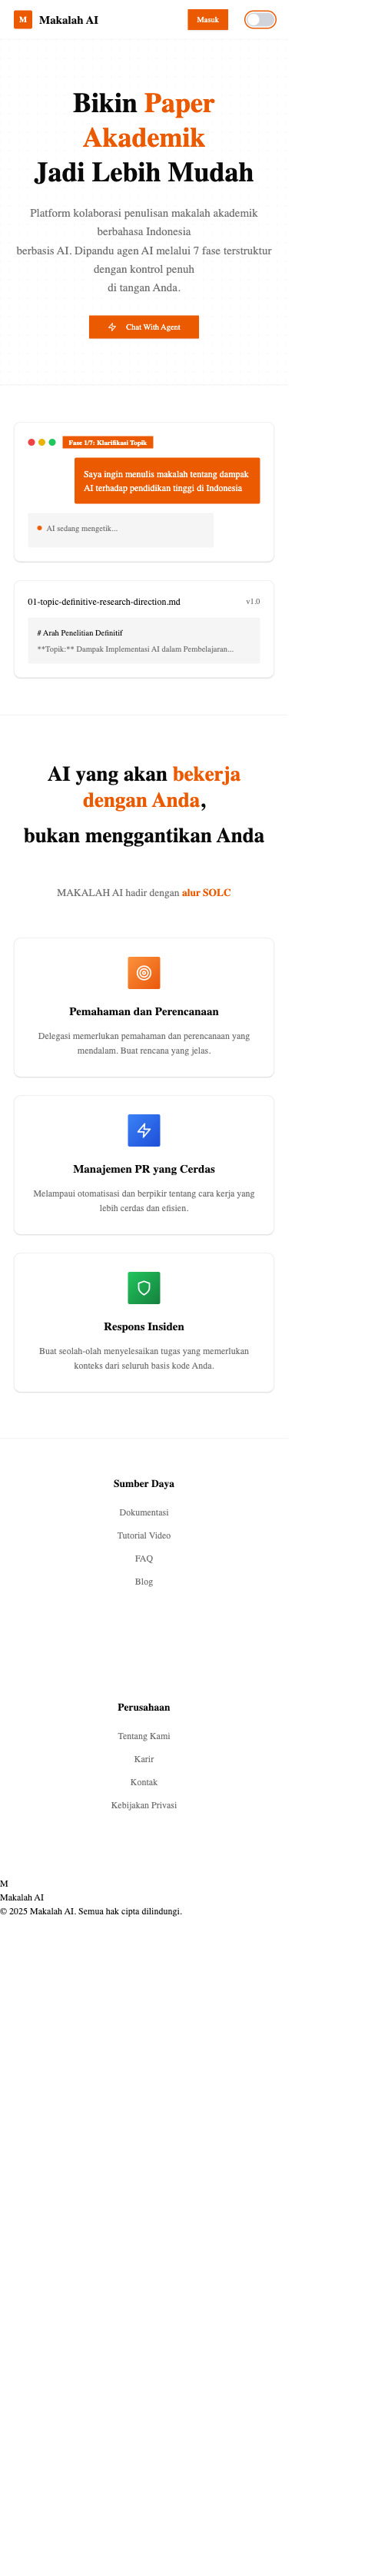 M Makalah AI Masuk
Bikin Paper
Akademik
Jadi Lebih Mudah
Platform kolaborasi penulisan makalah akademik
berbahasa Indonesia
berbasis AI. Dipandu agen AI melalui 7 fase terstruktur
dengan kontrol penuh
di tangan Anda.
Chat With Agent
Fase 1/7: Klarifikasi Topik
Saya ingin menulis makalah tentang dampak
AI terhadap pendidikan tinggi di Indonesia
AI sedang mengetik...
01-topic-definitive-research-direction.md v1.0
# Arah Penelitian Definitif
**Topik:** Dampak Implementasi AI dalam Pembelajaran...
AI yang akan bekerja
dengan Anda,
bukan menggantikan Anda
MAKALAH AI hadir dengan alur SOLC
Pemahaman dan Perencanaan
Delegasi memerlukan pemahaman dan perencanaan yang
mendalam. Buat rencana yang jelas.
Manajemen PR yang Cerdas
Melampaui otomatisasi dan berpikir tentang cara kerja yang
lebih cerdas dan efisien.
Respons Insiden
Buat seolah-olah menyelesaikan tugas yang memerlukan
konteks dari seluruh basis kode Anda.
Sumber Daya
Dokumentasi
Tutorial Video
FAQ
Blog
Perusahaan
Tentang Kami
Karir
Kontak
Kebijakan Privasi
M
Makalah AI
© 2025 Makalah AI. Semua hak cipta dilindungi.